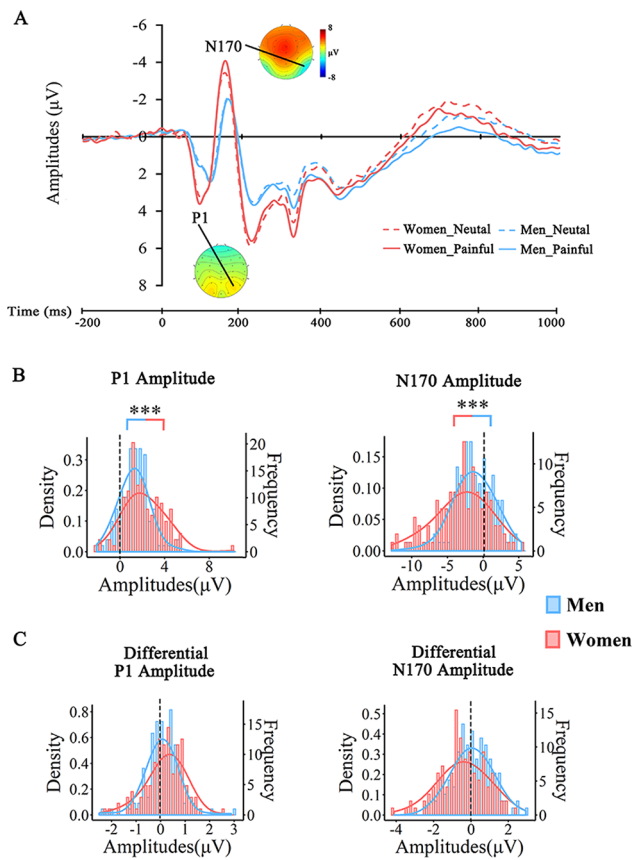 A
-6
-4
-2
0
2
4
6
8
Amplitudes (μV)
N170
8
μV
-8
P1
Women_Neutal
Men_Neutal
Women_Painful
Men_Painful
Time (ms)
-200
0
200
400
600
800
1000
B
P1 Amplitude
***
0.3
0.2
0.1
0.0
Density
20
15
10
5
0
Frequency
0
4
8
Amplitudes(μV)
N170 Amplitude
***
0.15
0.10
0.05
0.00
Density
10
5
0
Frequency
-10
-5
0
5
Amplitudes(μV)
Men
Women
C
Differential
P1 Amplitude
0.8
0.6
0.4
0.2
0.0
Density
15
10
5
0
Frequency
-2
-1
0
1
2
3
Amplitudes(μV)
Differential
N170 Amplitude
0.5
0.4
0.3
0.2
0.1
0.0
Density
15
10
5
0
Frequency
-4
-2
0
2
Amplitudes(μV)